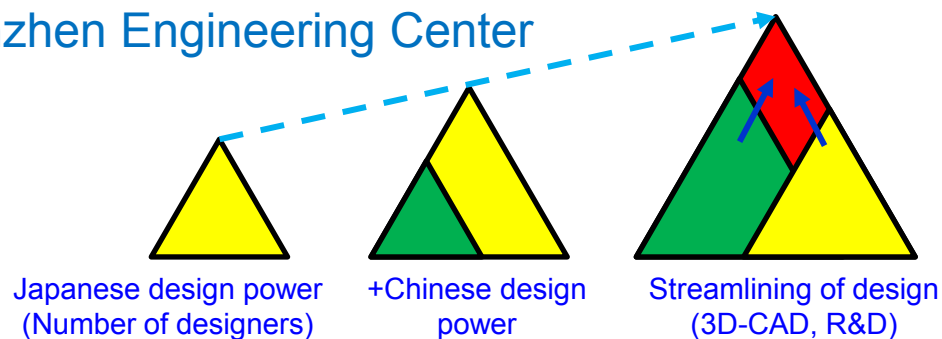 zhen Engineering Center
Japanese design power
(Number of designers)
+Chinese design
power
Streamlining of design
(3D-CAD, R&D)